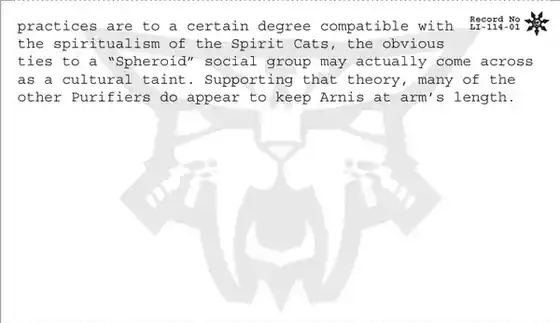 practices are to a certain degree compatible with
the spiritualism of the Spirit Cats, the obvious
ties to a “Spheroid” social group may actually come across
as a cultural taint. Supporting that theory, many of the
other Purifiers do appear to keep Arnis at arm’s length.
Record No
LI-114-01